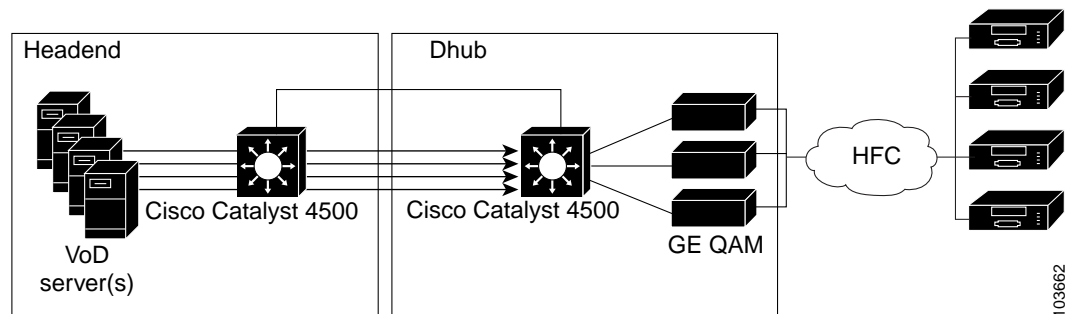 Headend
Dhub
Cisco Catalyst 4500
Cisco Catalyst 4500
VoD
server(s)
GE QAM
HFC
103662